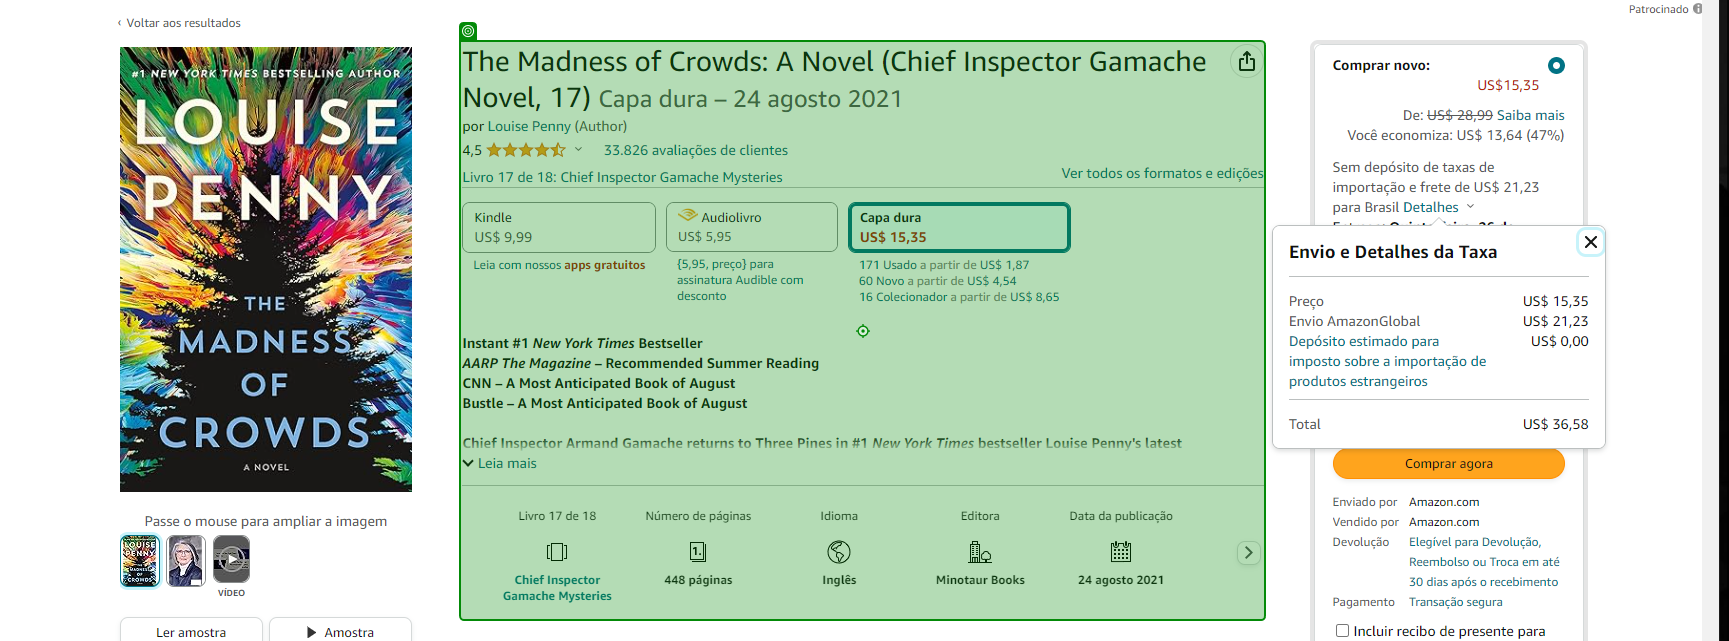 ‹ Voltar aos resultados
Patrocinado
#1 NEW YORK TIMES BESTSELLING AUTHOR
LOUISE
PENNY
THE
MADNESS
OF
CROWDS
A NOVEL
Passe o mouse para ampliar a imagem
VÍDEO
Ler amostra
Amostra
The Madness of Crowds: A Novel (Chief Inspector Gamache
Novel, 17) Capa dura – 24 agosto 2021
por Louise Penny (Author)
4,5
33.826 avaliações de clientes
Livro 17 de 18: Chief Inspector Gamache Mysteries
Ver todos os formatos e edições
Kindle
US$ 9,99
Leia com nossos apps gratuitos
Audiolivro
US$ 5,95
{5,95, preço} para
assinatura Audible com
desconto
Capa dura
US$ 15,35
171 Usado a partir de US$ 1,87
60 Novo a partir de US$ 4,54
16 Colecionador a partir de US$ 8,65
Instant #1 New York Times Bestseller
AARP The Magazine – Recommended Summer Reading
CNN – A Most Anticipated Book of August
Bustle – A Most Anticipated Book of August
Chief Inspector Armand Gamache returns to Three Pines in #1 New York Times bestseller Louise Penny's latest
Leia mais
Livro 17 de 18
Chief Inspector
Gamache Mysteries
Número de páginas
1.
448 páginas
Idioma
Inglês
Editora
Minotaur Books
Data da publicação
24 agosto 2021
Comprar novo:
US$15,35
De: US$ 28,99 Saiba mais
Você economiza: US$ 13,64 (47%)
Sem depósito de taxas de
importação e frete de US$ 21,23
para Brasil Detalhes
Envio e Detalhes da Taxa
Preço US$ 15,35
Envio AmazonGlobal US$ 21,23
Depósito estimado para US$ 0,00
imposto sobre a importação de
produtos estrangeiros
Total US$ 36,58
Comprar agora
Enviado por Amazon.com
Vendido por Amazon.com
Devolução Elegível para Devolução,
Reembolso ou Troca em até
30 dias após o recebimento
Pagamento Transação segura
Incluir recibo de presente para